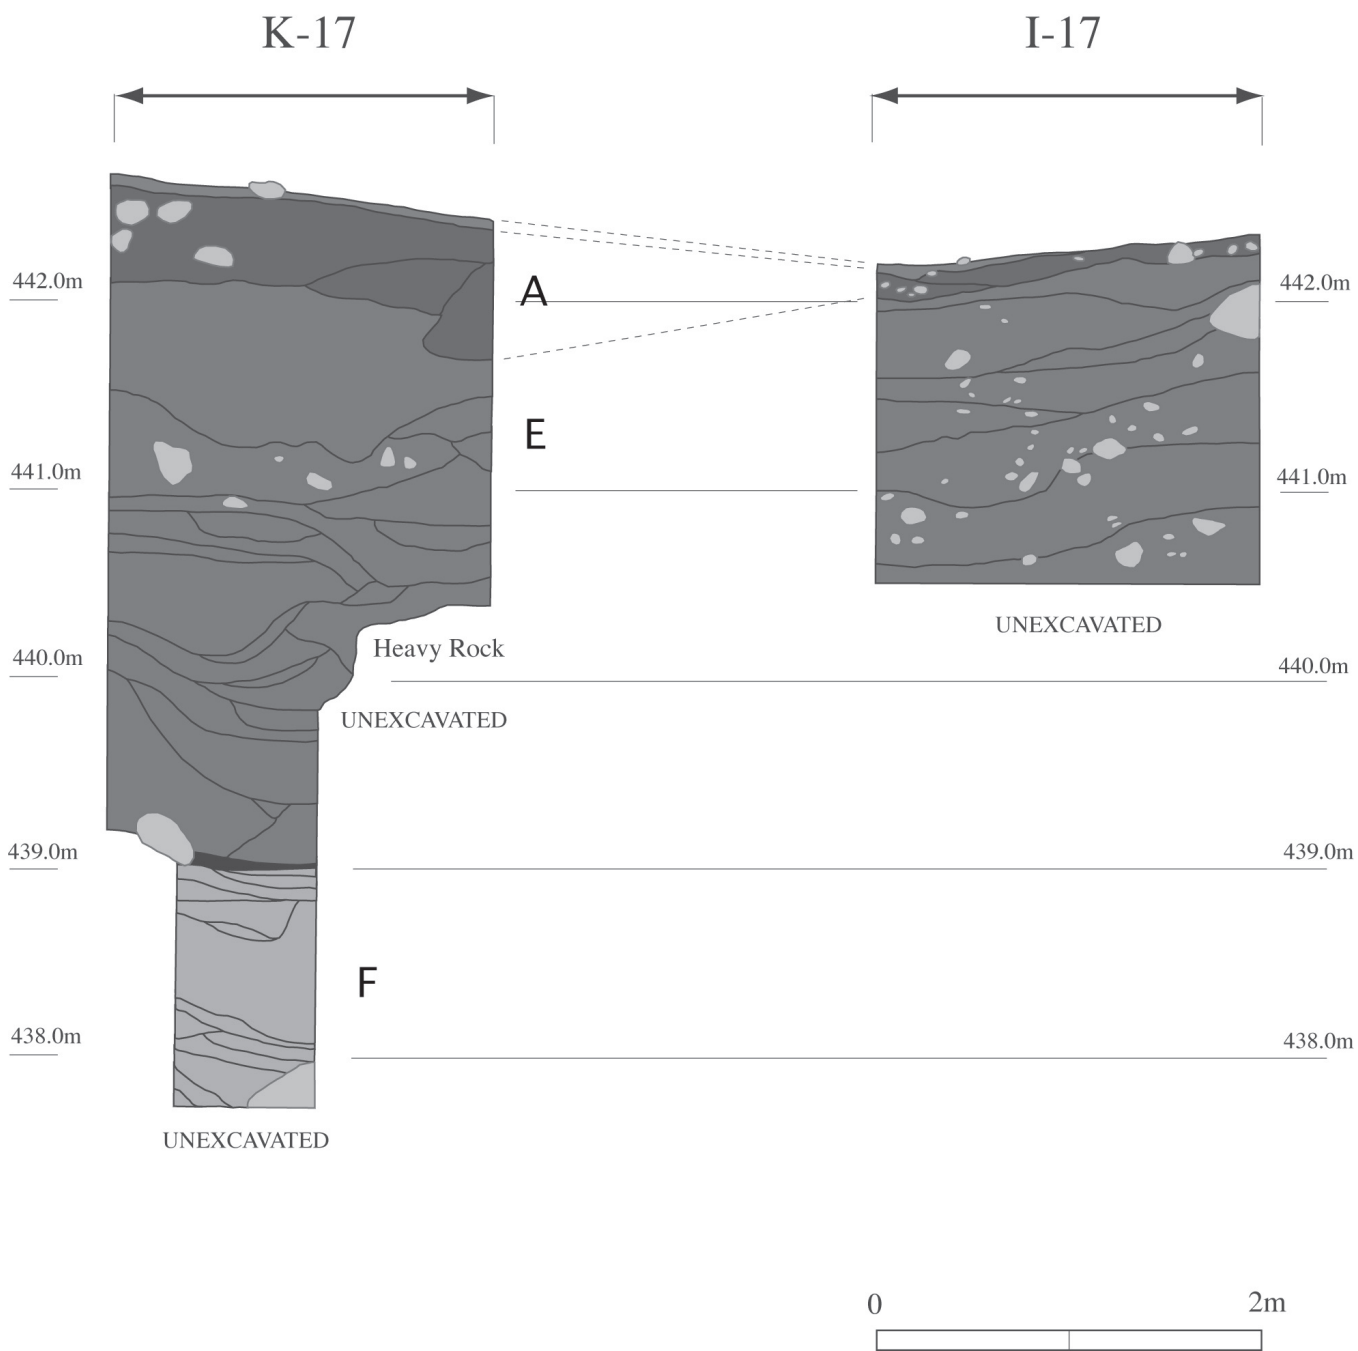 K-17 I-17
442.0m A 442.0m
E
441.0m 441.0m
UNEXCAVATED
Heavy Rock
440.0m 440.0m
UNEXCAVATED
439.0m 439.0m
F
438.0m 438.0m
UNEXCAVATED
0 2m